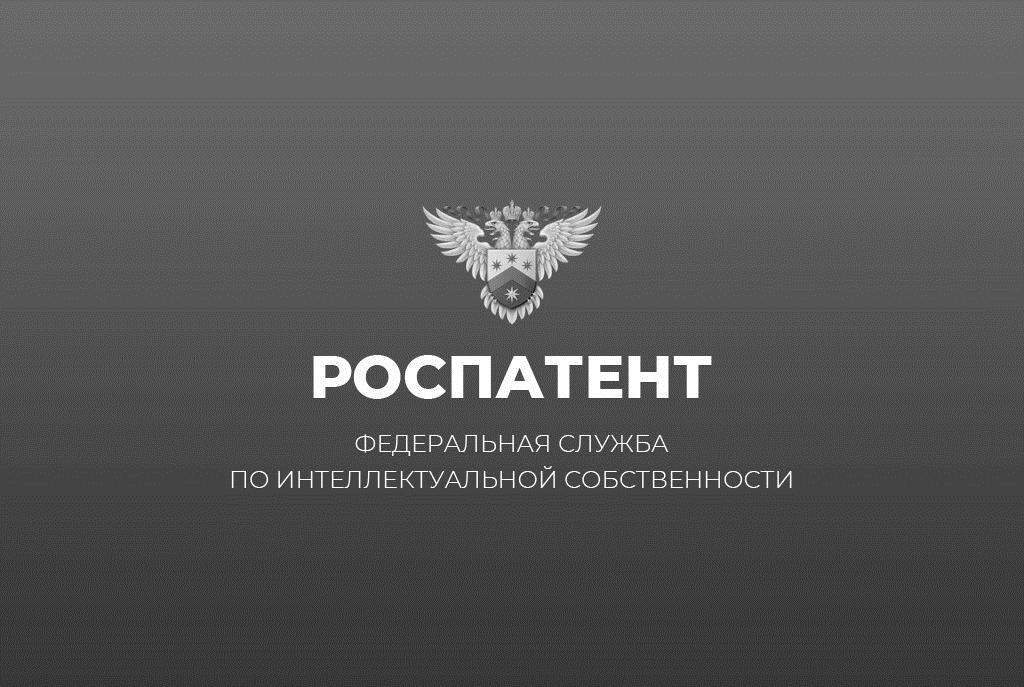 РОСПАТЕНТ
ФЕДЕРАЛЬНАЯ СЛУЖБА
ПО ИНТЕЛЛЕКТУАЛЬНОЙ СОБСТВЕННОСТИ